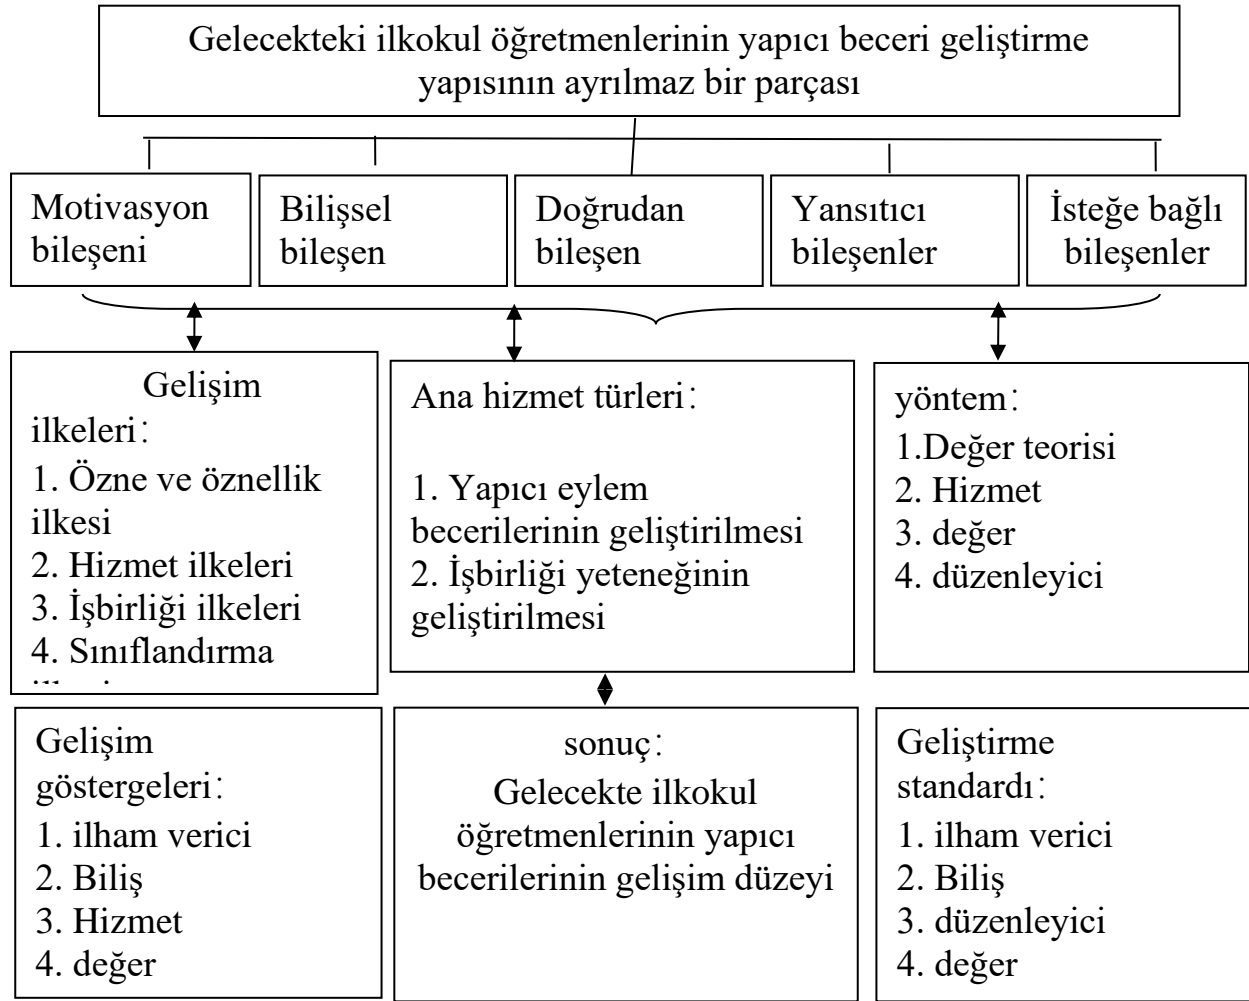 Gelecekteki ilkokul öğretmenlerinin yapıcı beceri geliştirme
yapısının ayrılmaz bir parçası
Motivasyon
bileşeni
Bilişsel
bileşen
Doğrudan
bileşen
Yansıtıcı
bileşenler
İsteğe bağlı
bileşenler
Gelişim
ilkeleri：
1. Özne ve öznellik
ilkesi
2. Hizmet ilkeleri
3. İşbirliği ilkeleri
4. Sınıflandırma
Ana hizmet türleri：
1. Yapıcı eylem
becerilerinin geliştirilmesi
2. İşbirliği yeteneğinin
geliştirilmesi
yöntem：
1.Değer teorisi
2. Hizmet
3. değer
4. düzenleyici
Gelişim
göstergeleri：
1. ilham verici
2. Biliş
3. Hizmet
4. değer
sonuç：
Gelecekte ilkokul
öğretmenlerinin yapıcı
becerilerinin gelişim düzeyi
Geliştirme
standardı：
1. ilham verici
2. Biliş
3. düzenleyici
4. değer